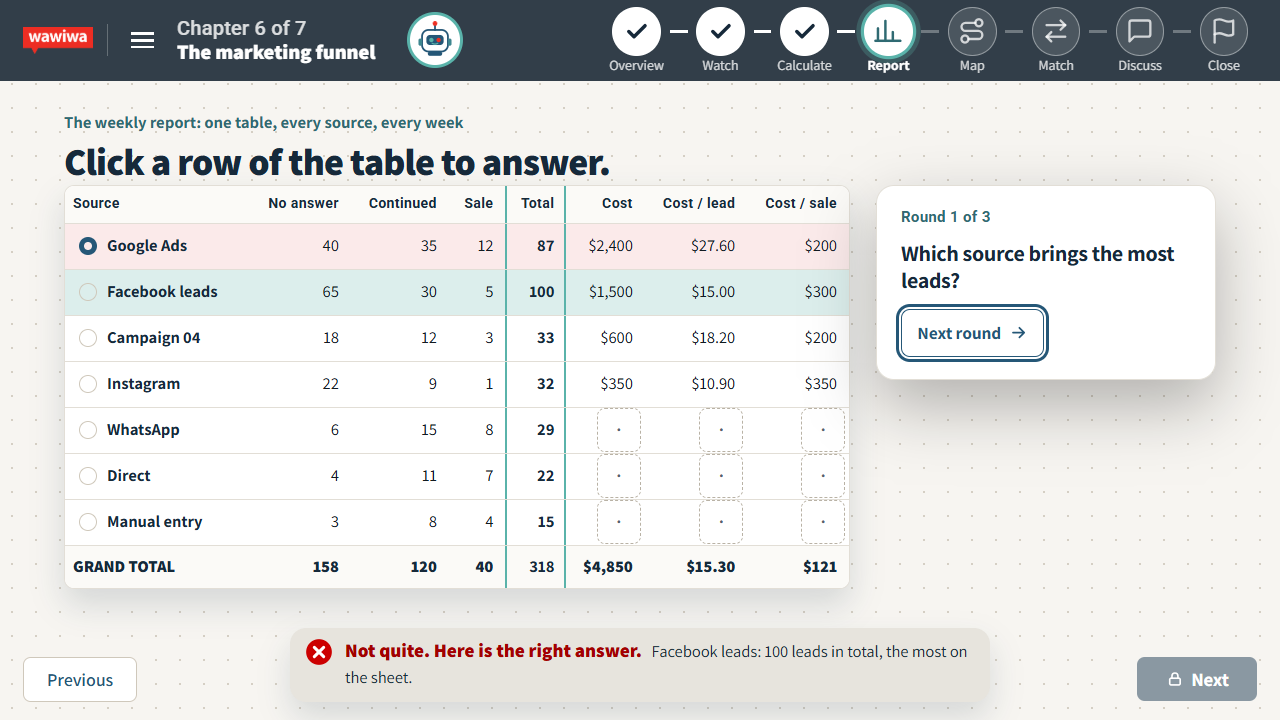 wawiwa
Chapter 6 of 7
The marketing funnel
Overview
Watch
Calculate
Report
Map
Match
Discuss
Close
The weekly report: one table, every source, every week
Click a row of the table to answer.
Source No answer Continued Sale Total Cost Cost / lead Cost / sale
Google Ads 40 35 12 87 $2,400 $27.60 $200
Facebook leads 65 30 5 100 $1,500 $15.00 $300
Campaign 04 18 12 3 33 $600 $18.20 $200
Instagram 22 9 1 32 $350 $10.90 $350
WhatsApp 6 15 8 29 · · ·
Direct 4 11 7 22 · · ·
Manual entry 3 8 4 15 · · ·
GRAND TOTAL 158 120 40 318 $4,850 $15.30 $121
Round 1 of 3
Which source brings the most
leads?
Next round
Not quite. Here is the right answer. Facebook leads: 100 leads in total, the most on
the sheet.
Previous
Next